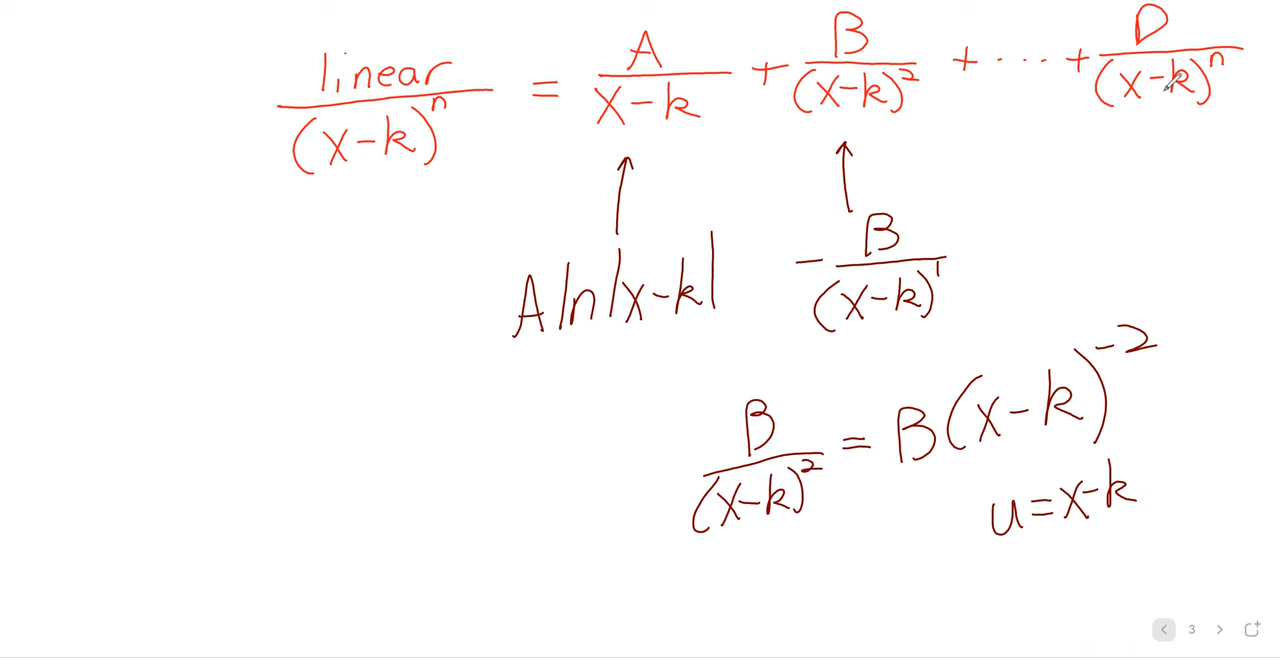 linear/(x-k)^n = A/(x-k) + B/(x-k)^2 + ... + D/(x-k)^n
A ln|x-k|   - B/(x-k)^1
B/(x-k)^2 = B(x-k)^-2
u = x-k
3